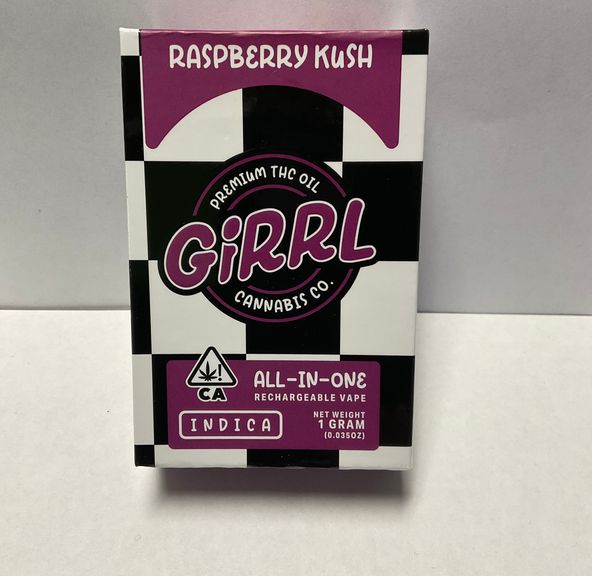 RASPBERRY KUSH
PREMIUM THC OIL
GiRRL
CANNABIS CO.
!
CA
ALL-IN-ONE
RECHARGEABLE VAPE
INDICA
NET WEIGHT
1 GRAM
(0.035OZ)